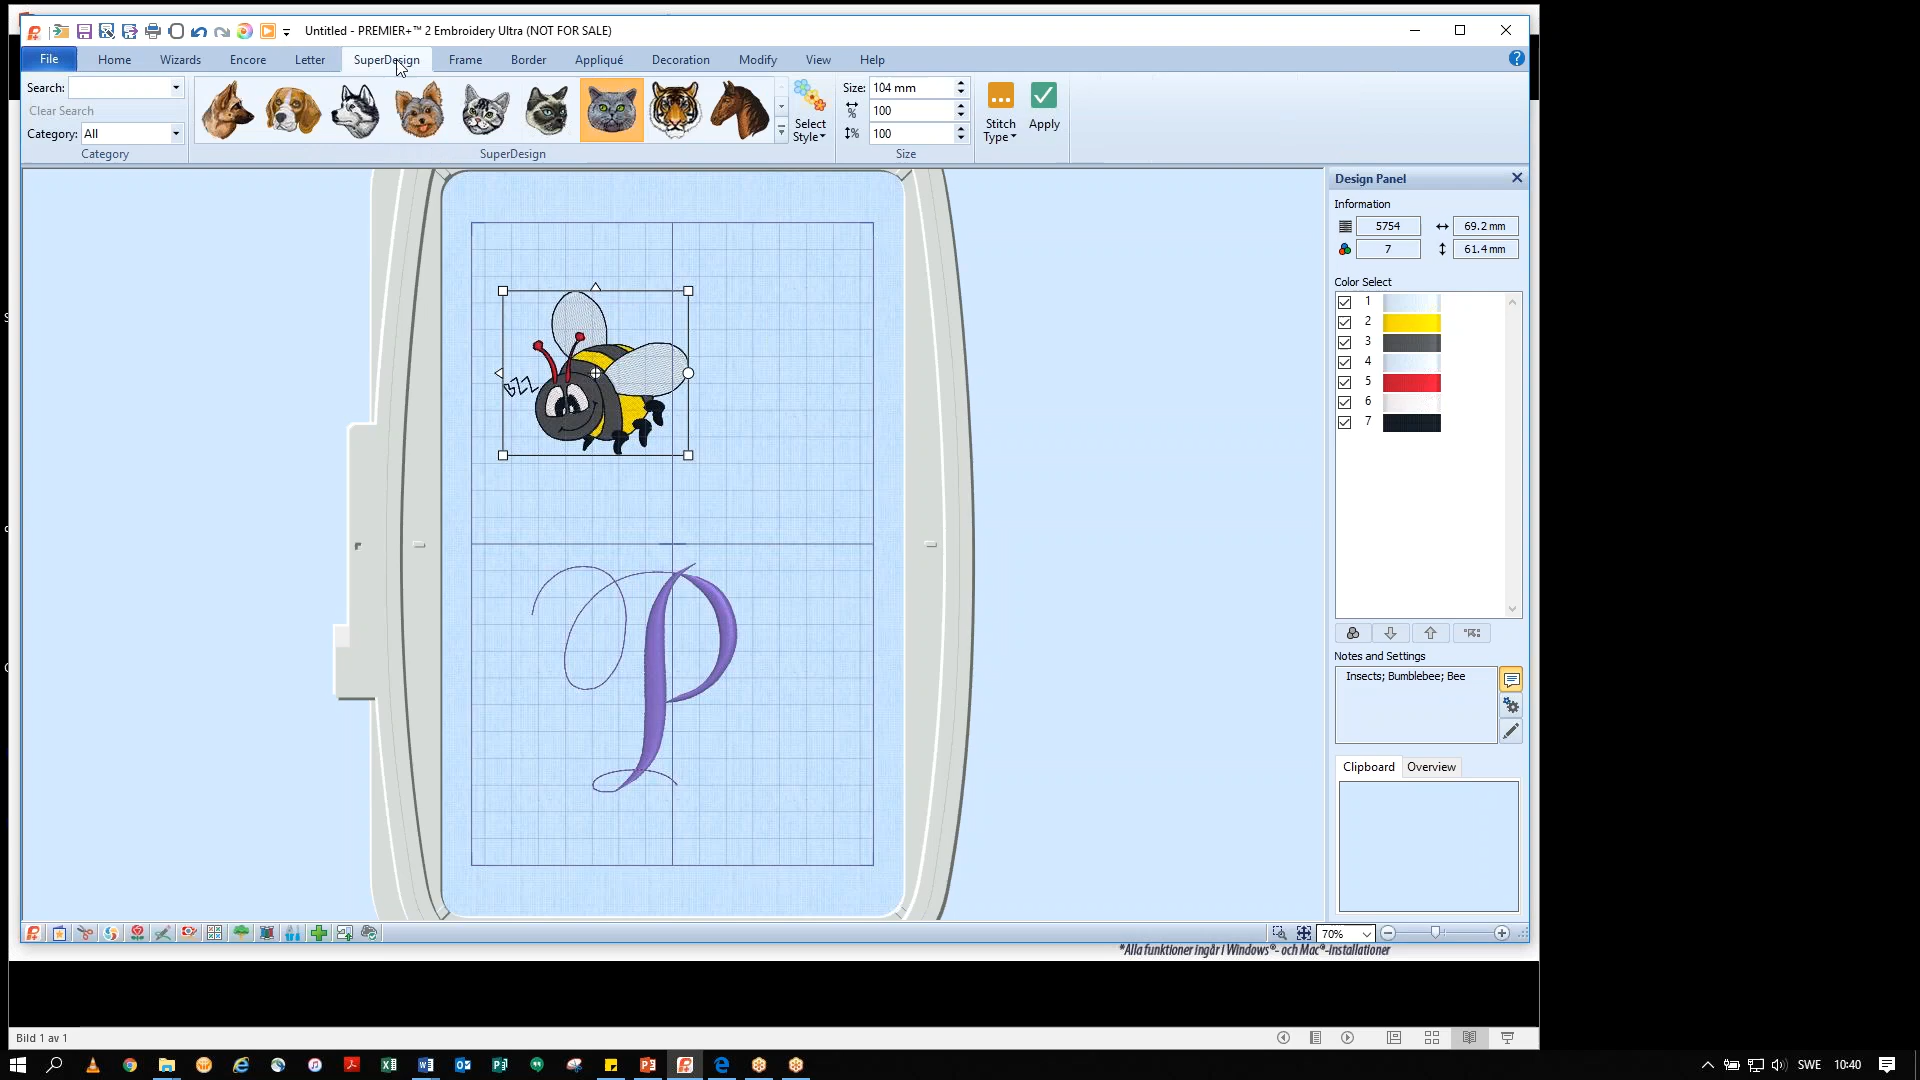 Untitled - PREMIER+™ 2 Embroidery Ultra (NOT FOR SALE)
File Home Wizards Encore Letter SuperDesign Frame Border Appliqué Decoration Modify View Help
Search:
Clear Search
Category: All
Category
Select Style
SuperDesign
Size: 104 mm
100
100
Size
Stitch Type
Apply
Design Panel
Information
5754 69.2 mm
7 61.4 mm
Color Select
1
2
3
4
5
6
7
Notes and Settings
Insects; Bumblebee; Bee
Clipboard Overview
BZZ
P
70%
*Alla funktioner ingår i Windows®- och Mac®-installationer
Bild 1 av 1
SWE 10:40